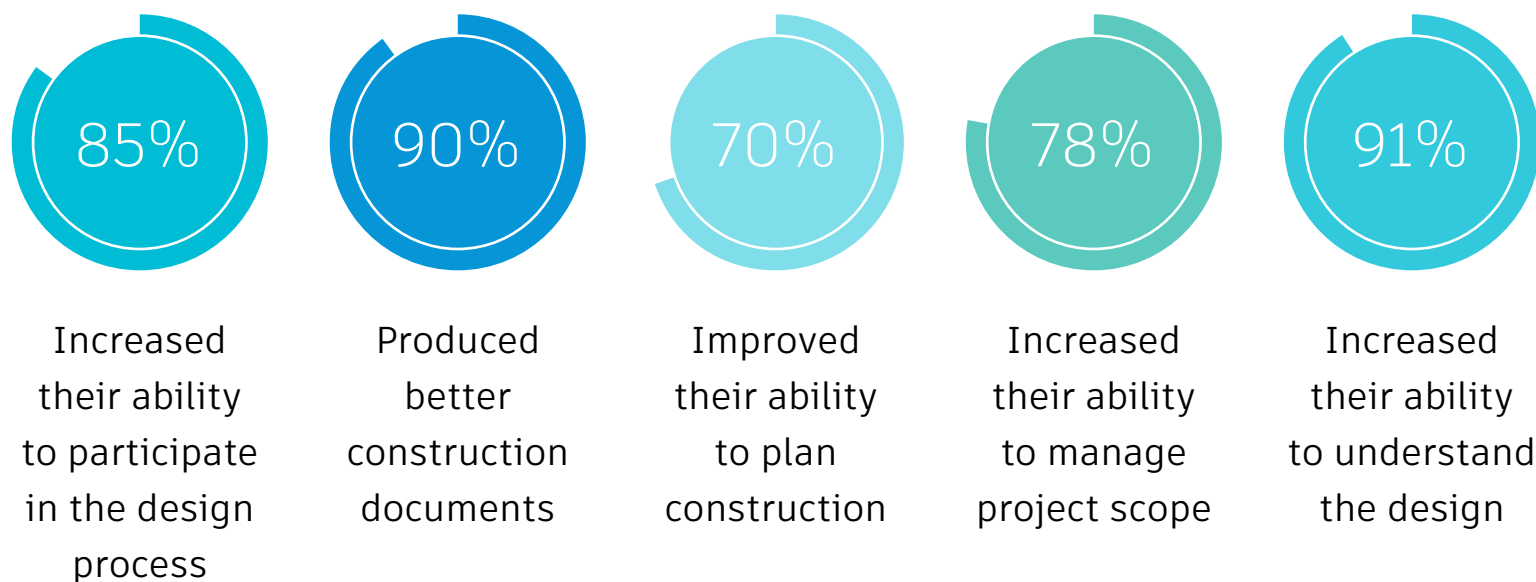 85%
Increased
their ability
to participate
in the design
process
90%
Produced
better
construction
documents
70%
Improved
their ability
to plan
construction
78%
Increased
their ability
to manage
project scope
91%
Increased
their ability
to understand
the design